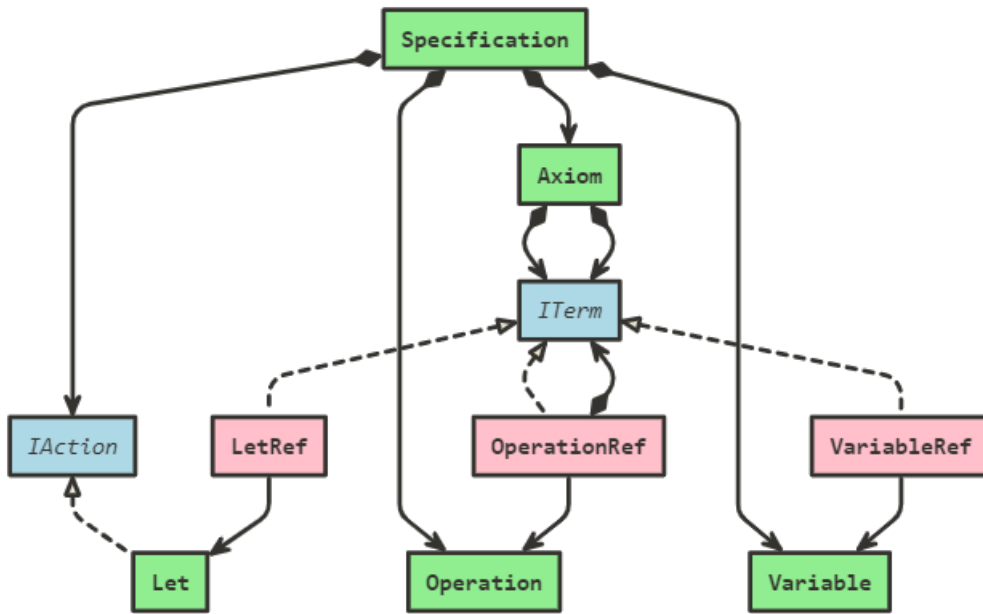 Specification
Axiom
ITerm
IAction
LetRef
OperationRef
VariableRef
Let
Operation
Variable